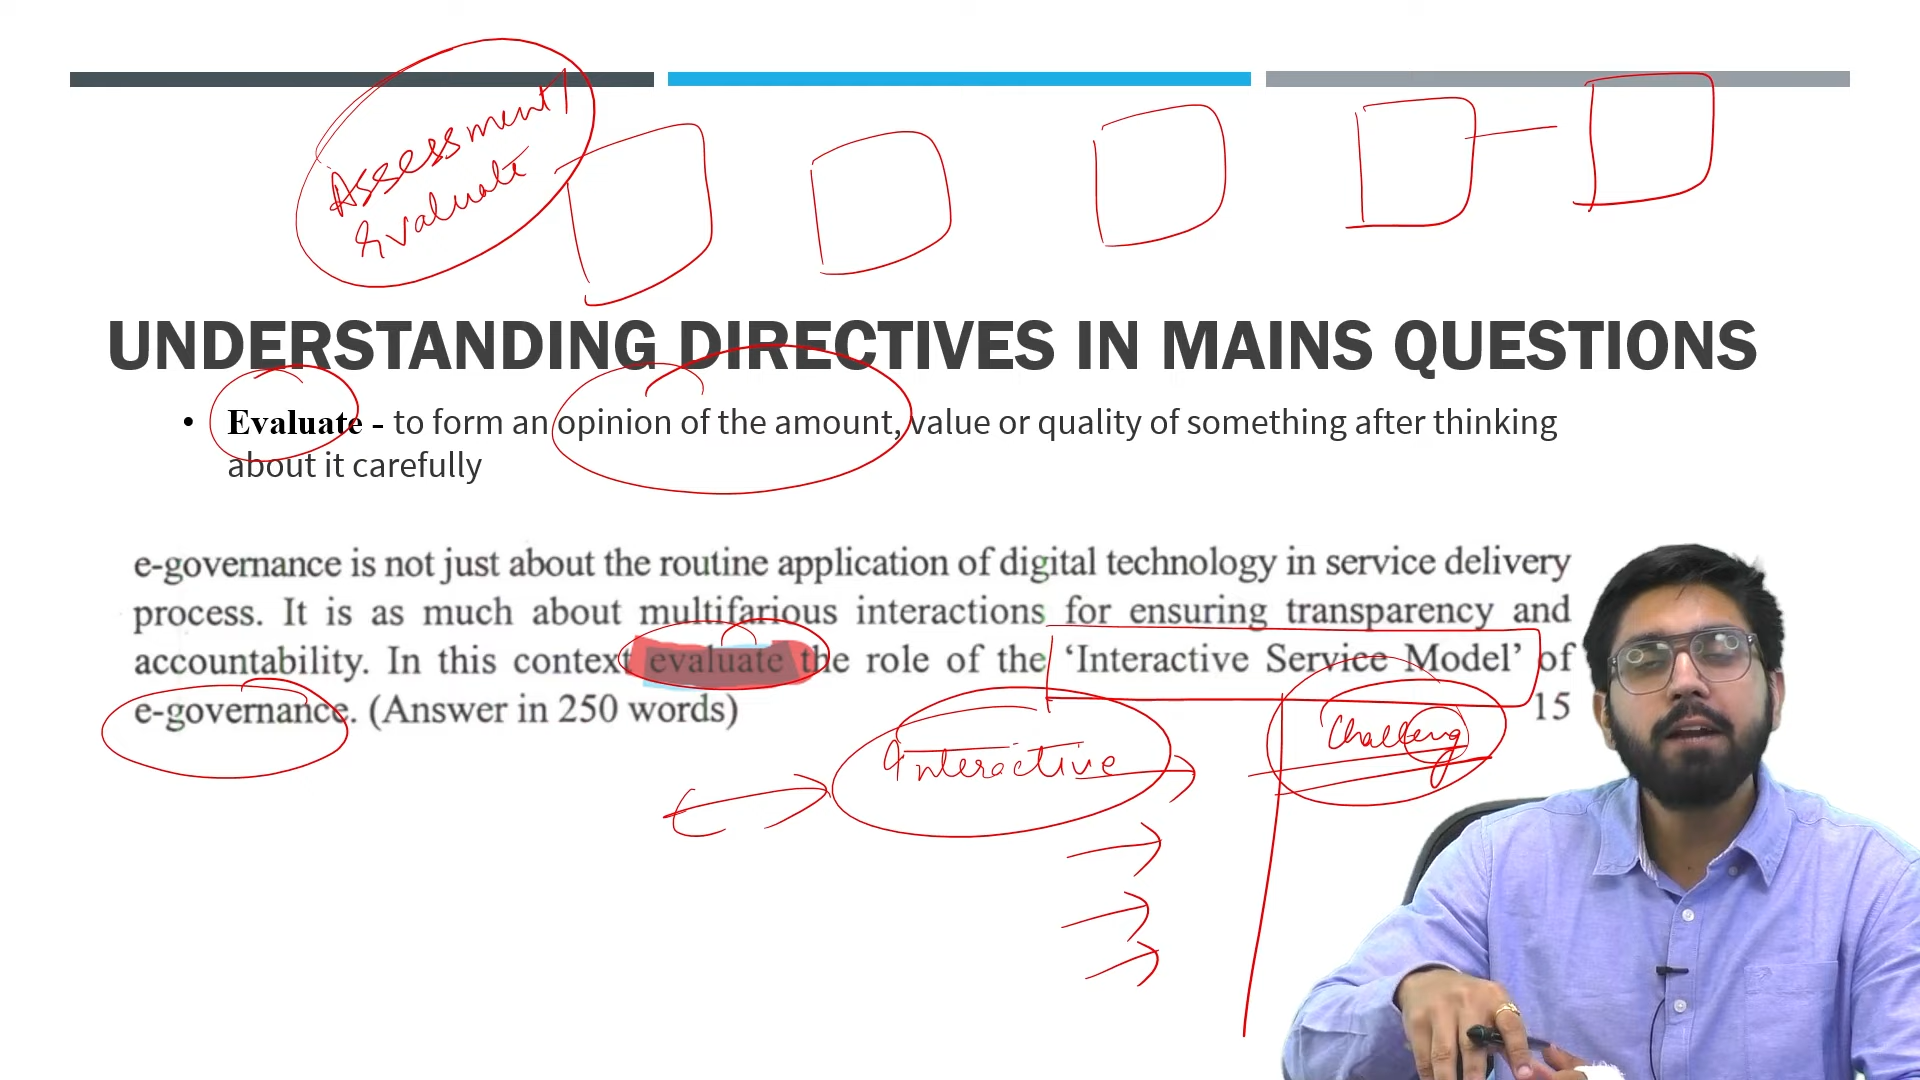 Assessment/
Evaluate
UNDERSTANDING DIRECTIVES IN MAINS QUESTIONS
• Evaluate - to form an opinion of the amount, value or quality of something after thinking
about it carefully
e-governance is not just about the routine application of digital technology in service delivery
process. It is as much about multifarious interactions for ensuring transparency and
accountability. In this context evaluate the role of the ‘Interactive Service Model’ of
e-governance. (Answer in 250 words) 15
Interactive